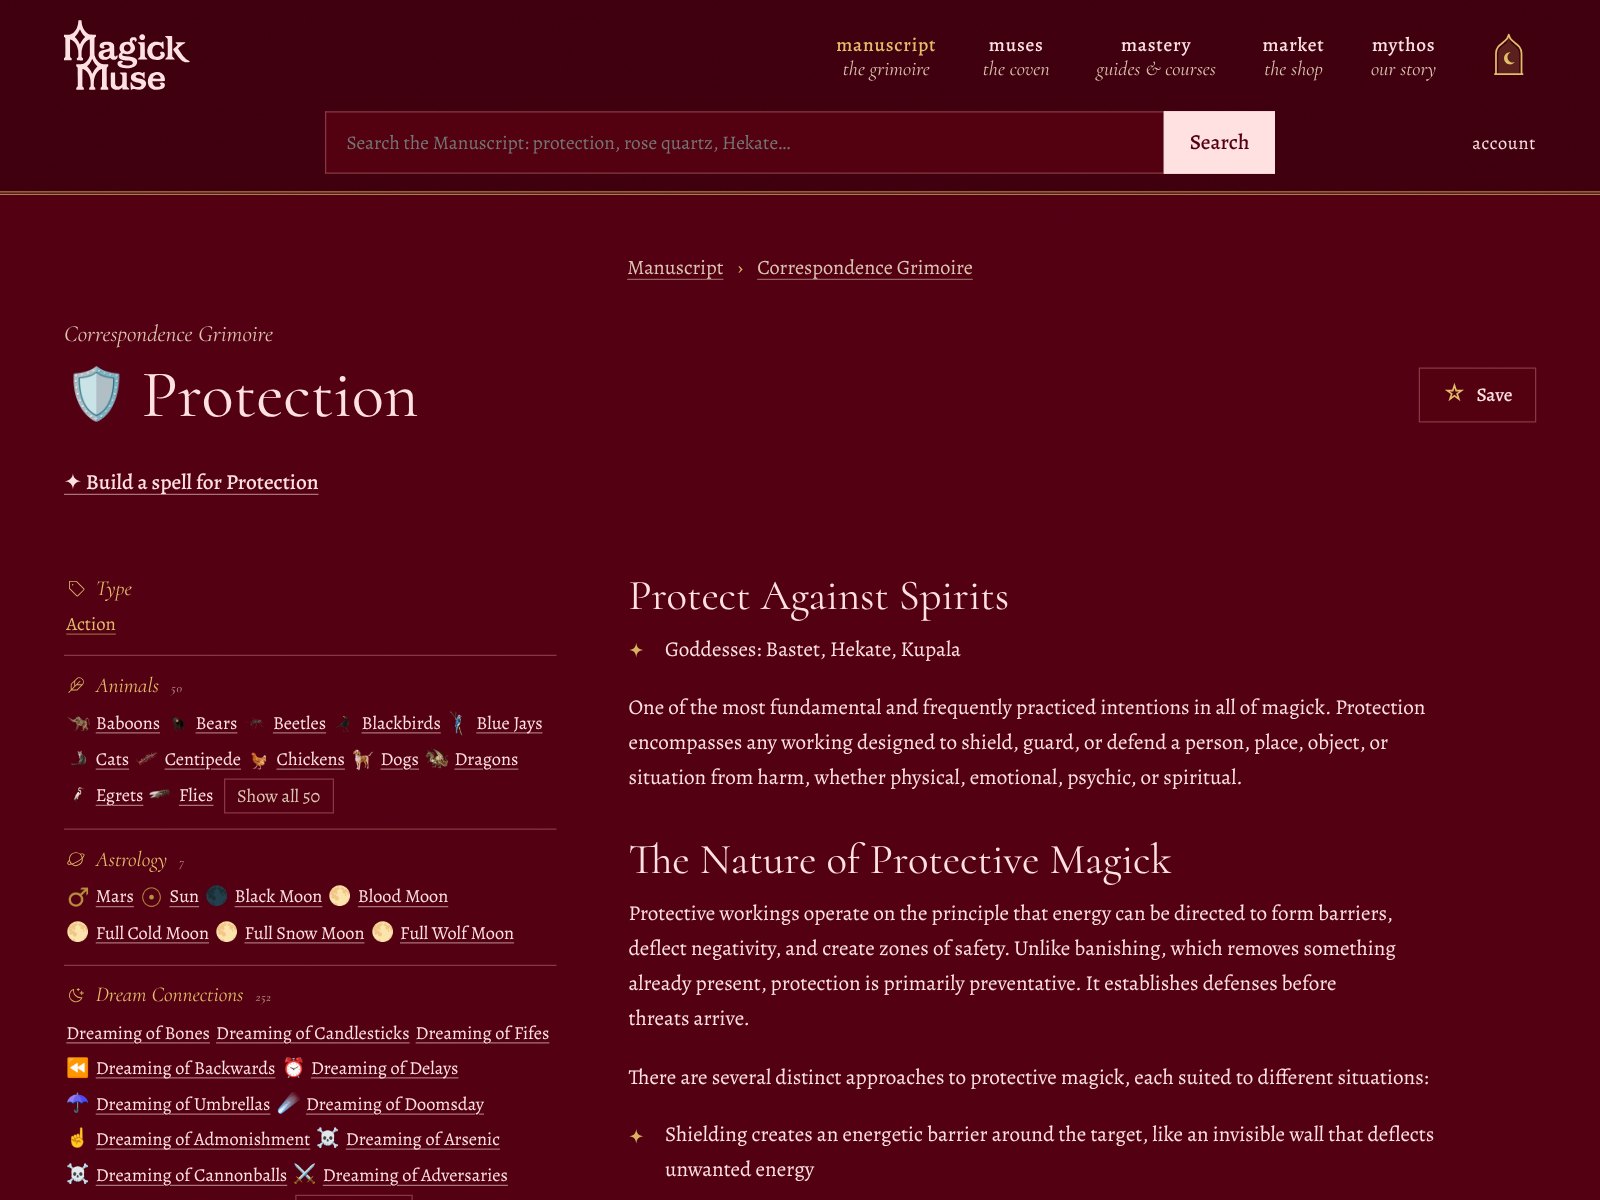 Magick
Muse
manuscript
the grimoire
muses
the coven
mastery
guides & courses
market
the shop
mythos
our story
Search the Manuscript: protection, rose quartz, Hekate...
Search
account
Manuscript › Correspondence Grimoire
Correspondence Grimoire
Protection
Save
✦ Build a spell for Protection
Type
Action
Animals 50
Baboons Bears Beetles Blackbirds Blue Jays
Cats Centipede Chickens Dogs Dragons
Egrets Flies Show all 50
Astrology 7
Mars Sun Black Moon Blood Moon
Full Cold Moon Full Snow Moon Full Wolf Moon
Dream Connections 252
Dreaming of Bones Dreaming of Candlesticks Dreaming of Fifes
Dreaming of Backwards Dreaming of Delays
Dreaming of Umbrellas Dreaming of Doomsday
Dreaming of Admonishment Dreaming of Arsenic
Dreaming of Cannonballs Dreaming of Adversaries
Protect Against Spirits
✦ Goddesses: Bastet, Hekate, Kupala
One of the most fundamental and frequently practiced intentions in all of magick. Protection
encompasses any working designed to shield, guard, or defend a person, place, object, or
situation from harm, whether physical, emotional, psychic, or spiritual.
The Nature of Protective Magick
Protective workings operate on the principle that energy can be directed to form barriers,
deflect negativity, and create zones of safety. Unlike banishing, which removes something
already present, protection is primarily preventative. It establishes defenses before
threats arrive.
There are several distinct approaches to protective magick, each suited to different situations:
✦ Shielding creates an energetic barrier around the target, like an invisible wall that deflects
unwanted energy